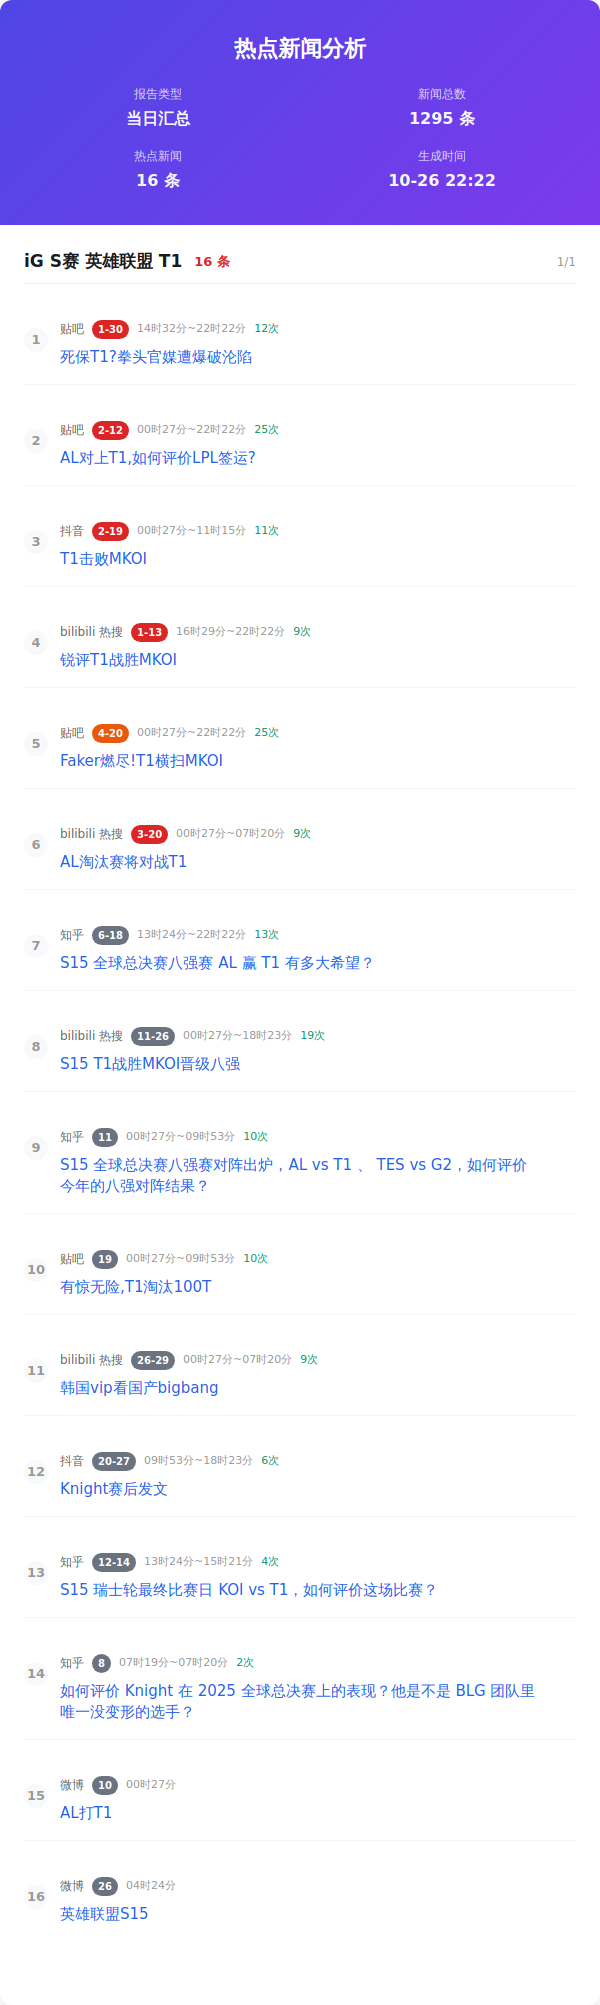 热点新闻分析
报告类型
当日汇总
新闻总数
1295 条
热点新闻
16 条
生成时间
10-26 22:22
iG S赛 英雄联盟 T1 16 条 1/1
1
贴吧 1-30 14时32分~22时22分 12次
死保T1?拳头官媒遭爆破沦陷
2
贴吧 2-12 00时27分~22时22分 25次
AL对上T1,如何评价LPL签运?
3
抖音 2-19 00时27分~11时15分 11次
T1击败MKOI
4
bilibili 热搜 1-13 16时29分~22时22分 9次
锐评T1战胜MKOI
5
贴吧 4-20 00时27分~22时22分 25次
Faker燃尽!T1横扫MKOI
6
bilibili 热搜 3-20 00时27分~07时20分 9次
AL淘汰赛将对战T1
7
知乎 6-18 13时24分~22时22分 13次
S15 全球总决赛八强赛 AL 赢 T1 有多大希望？
8
bilibili 热搜 11-26 00时27分~18时23分 19次
S15 T1战胜MKOI晋级八强
9
知乎 11 00时27分~09时53分 10次
S15 全球总决赛八强赛对阵出炉，AL vs T1 、 TES vs G2，如何评价
今年的八强对阵结果？
10
贴吧 19 00时27分~09时53分 10次
有惊无险,T1淘汰100T
11
bilibili 热搜 26-29 00时27分~07时20分 9次
韩国vip看国产bigbang
12
抖音 20-27 09时53分~18时23分 6次
Knight赛后发文
13
知乎 12-14 13时24分~15时21分 4次
S15 瑞士轮最终比赛日 KOI vs T1，如何评价这场比赛？
14
知乎 8 07时19分~07时20分 2次
如何评价 Knight 在 2025 全球总决赛上的表现？他是不是 BLG 团队里
唯一没变形的选手？
15
微博 10 00时27分
AL打T1
16
微博 26 04时24分
英雄联盟S15